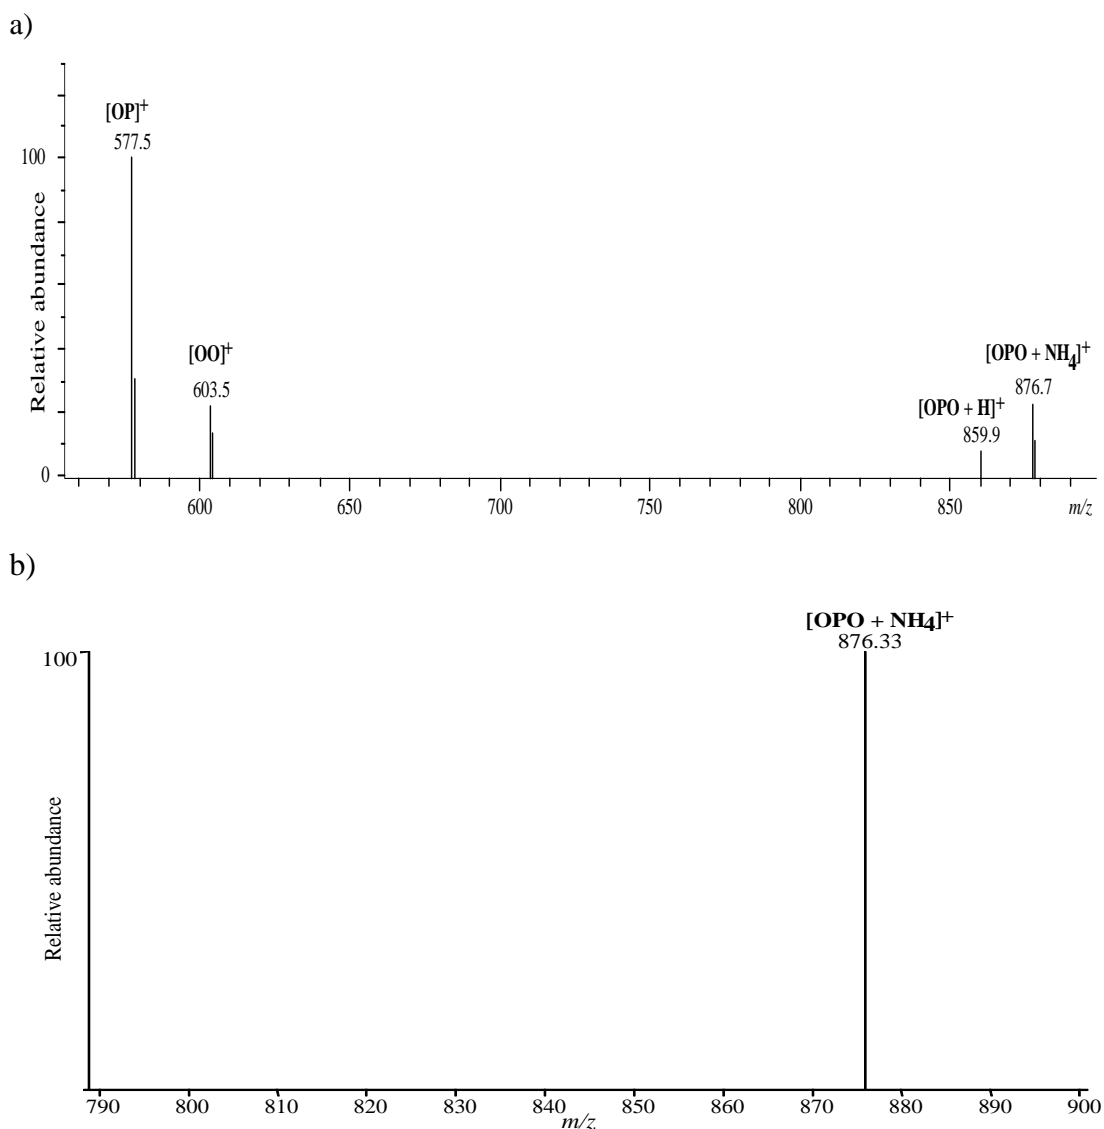 a)
[OP]+
577.5
100
[OO]+
603.5
[OPO + NH4]+
876.7
[OPO + H]+
859.9
Relative abundance
0
600 650 700 750 800 850 m/z
b)
[OPO + NH4]+
876.33
100
Relative abundance
790 800 810 820 830 840 850 860 870 880 890 900
m/z